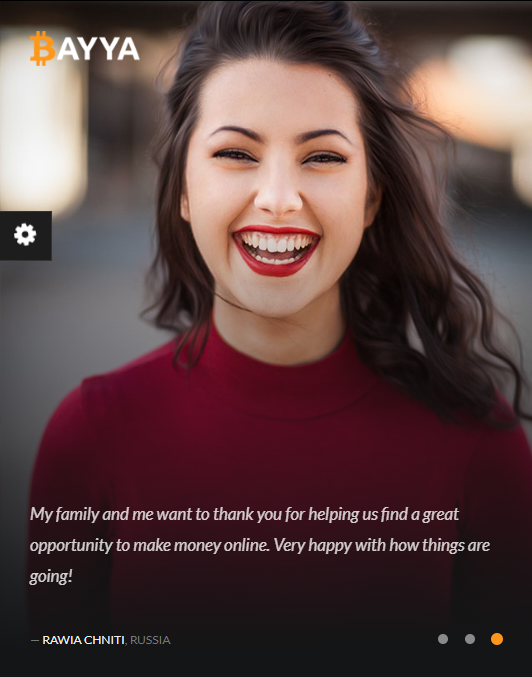 BAYYA
My family and me want to thank you for helping us find a great
opportunity to make money online. Very happy with how things are
going!
— RAWIA CHNITI, RUSSIA